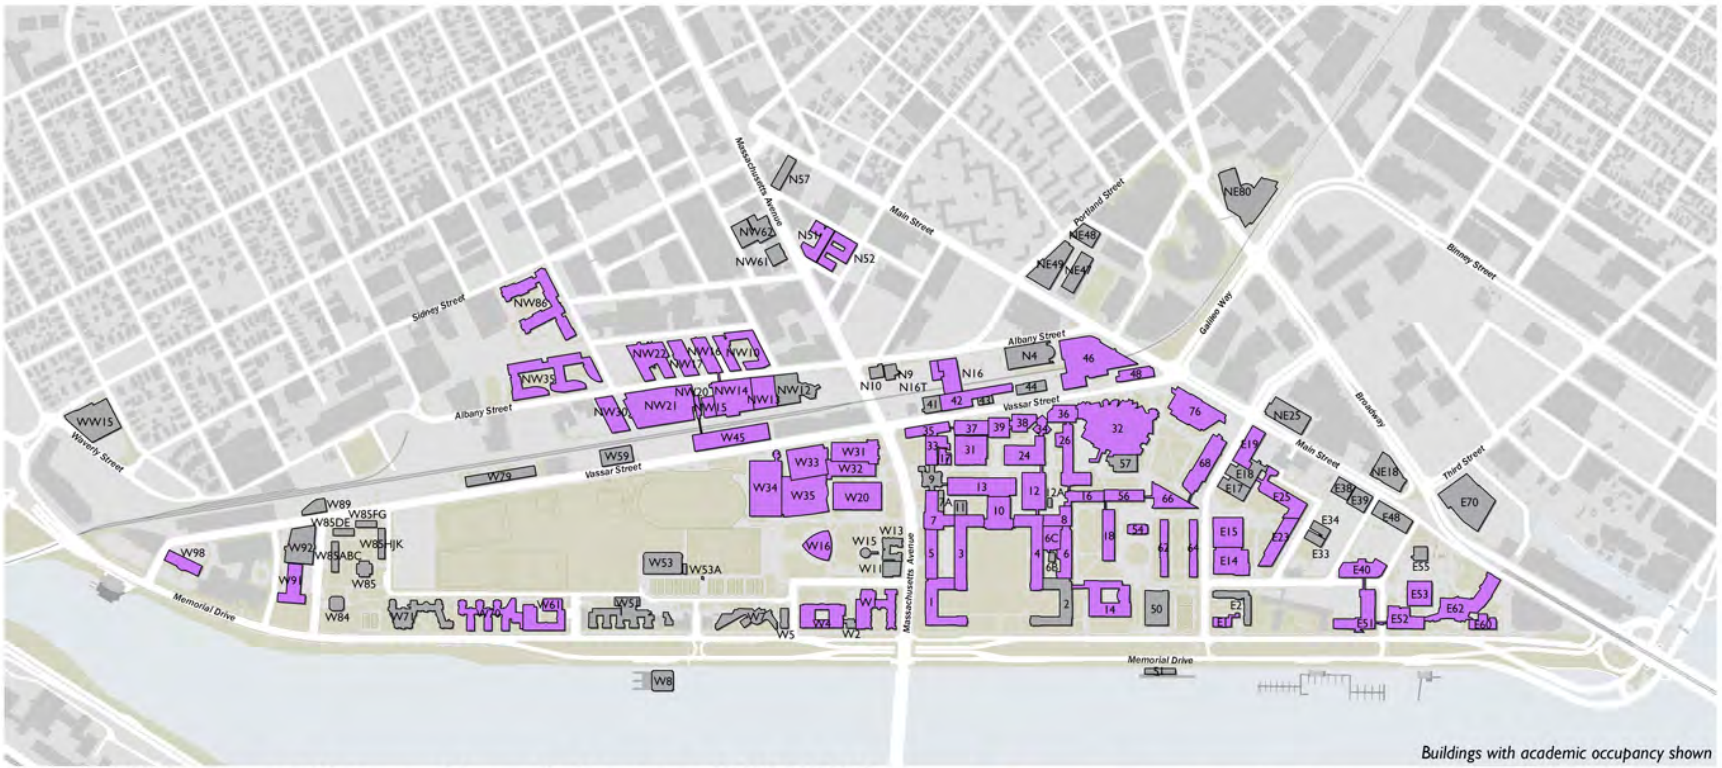 Massachusetts Avenue
N57
NE80
Portland Street
Main Street
NW62
N51
NE48
N52
NW61
NE49
NE47
Binney Street
NW86
Sidney Street
Galileo Way
Albany Street
NW22
NW16
NW10
NW17
N4
46
NW35
N9
N10
N16T
N16
48
44
NW20
NW14
NW12
NW21
NW15
NW30
41
42
43
Vassar Street
Albany Street
Broadway
WW15
36
76
NE25
Waverly Street
W45
35
37
39
38
34
32
26
E19
Main Street
33
31
24
W31
W33
W32
W59
Vassar Street
57
68
Third Street
W79
9
E18
NE18
E17
W34
W35
W20
13
12
12A
16
56
66
E25
E38
E39
E70
W89
7A
11
10
W85FG
W85DE
7
8
E48
W92
W85HJK
W85ABC
W16
W13
W15
W11
5
3
4
6C
6
6B
18
54
62
64
E15
E23
E34
E33
E14
W98
W53
W53A
W85
W91
Massachusetts Avenue
E40
E55
Memorial Drive
W84
W70
W61
W51
W5
W4
W2
1
2
14
50
E2
E1
E53
E62
E51
E52
E60
Memorial Drive
W8
51
Buildings with academic occupancy shown